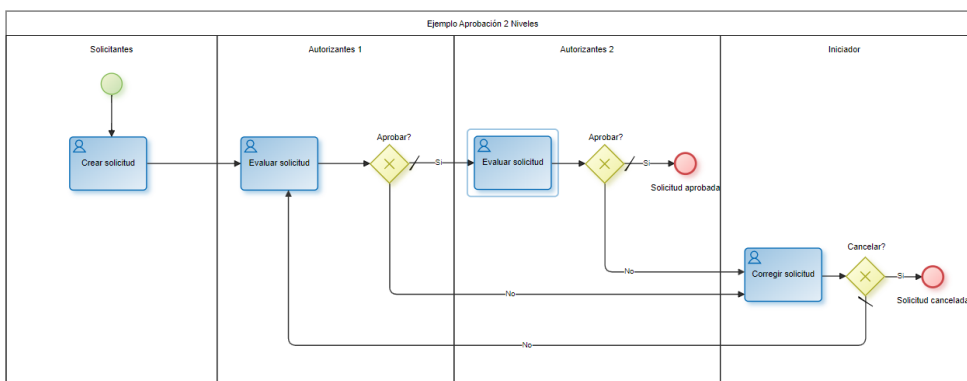 Ejemplo Aprobación 2 Niveles
Solicitantes
Autorizantes 1
Autorizantes 2
Iniciador
Crear solicitud
Evaluar solicitud
Aprobar?
Si
Evaluar solicitud
Aprobar?
Si
Solicitud aprobada
No
No
Corregir solicitud
Cancelar?
Si
Solicitud cancelada
No